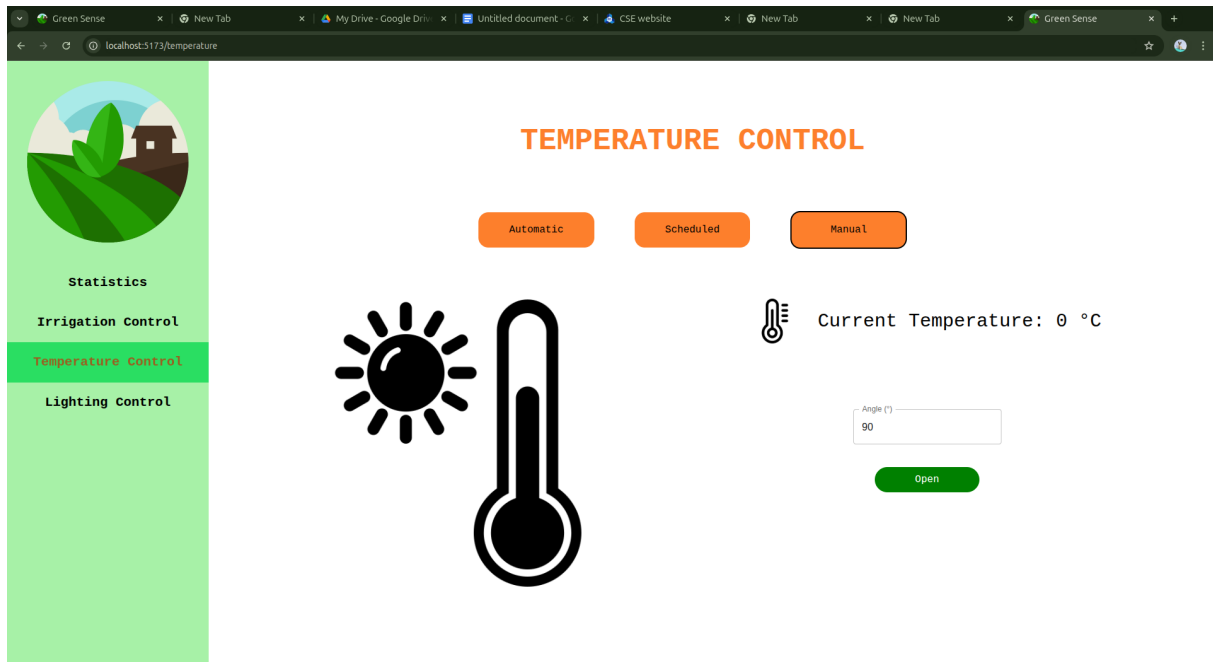 Green Sense
New Tab
My Drive - Google Driv
Untitled document - G
CSE website
New Tab
New Tab
Green Sense
localhost:5173/temperature
TEMPERATURE CONTROL
Automatic
Scheduled
Manual
Statistics
Irrigation Control
Temperature Control
Lighting Control
Current Temperature: 0 °C
Angle (°)
90
Open